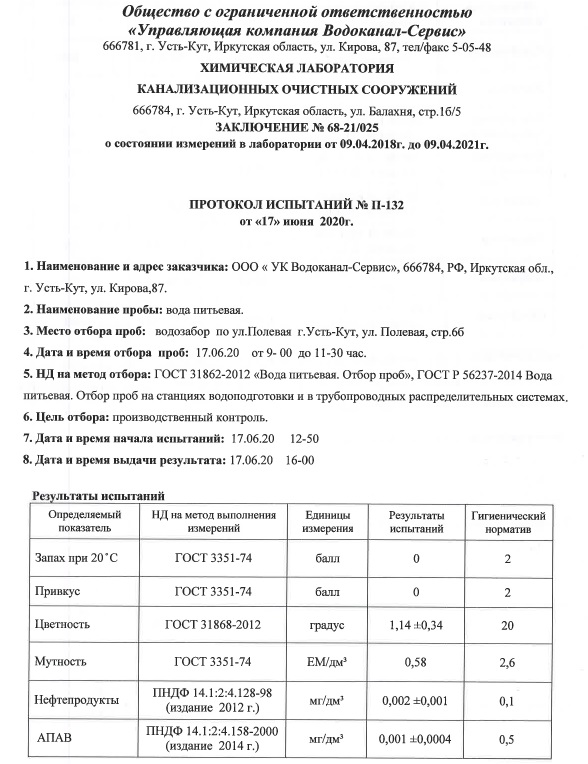 Общество с ограниченной ответственностью
«Управляющая компания Водоканал-Сервис»
666781, г. Усть-Кут, Иркутская область, ул. Кирова, 87, тел/факс 5-05-48
ХИМИЧЕСКАЯ ЛАБОРАТОРИЯ
КАНАЛИЗАЦИОННЫХ ОЧИСТНЫХ СООРУЖЕНИЙ
666784, г. Усть-Кут, Иркутская область, ул. Балахня, стр.1б/5
ЗАКЛЮЧЕНИЕ № 68-21/025
о состоянии измерений в лаборатории от 09.04.2018г. до 09.04.2021г.
ПРОТОКОЛ ИСПЫТАНИЙ № П-132
от «17» июня 2020г.
1. Наименование и адрес заказчика: ООО « УК Водоканал-Сервис», 666784, РФ, Иркутская обл.,
г. Усть-Кут, ул. Кирова,87.
2. Наименование пробы: вода питьевая.
3. Место отбора проб: водозабор по ул.Полевая г.Усть-Кут, ул. Полевая, стр.6б
4. Дата и время отбора проб: 17.06.20 от 9- 00 до 11-30 час.
5. НД на метод отбора: ГОСТ 31862-2012 «Вода питьевая. Отбор проб», ГОСТ Р 56237-2014 Вода
питьевая. Отбор проб на станциях водоподготовки и в трубопроводных распределительных системах.
6. Цель отбора: производственный контроль.
7. Дата и время начала испытаний: 17.06.20 12-50
8. Дата и время выдачи результата: 17.06.20 16-00
Результаты испытаний
Определяемый показатель НД на метод выполнения измерений Единицы измерения Результаты испытаний Гигиенический норматив
Запах при 20˚С ГОСТ 3351-74 балл 0 2
Привкус ГОСТ 3351-74 балл 0 2
Цветность ГОСТ 31868-2012 градус 1,14 ±0,34 20
Мутность ГОСТ 3351-74 ЕМ/дм³ 0,58 2,6
Нефтепродукты ПНДФ 14.1:2:4.128-98 (издание 2012 г.) мг/дм³ 0,002 ±0,001 0,1
АПАВ ПНДФ 14.1:2:4.158-2000 (издание 2014 г.) мг/дм³ 0,001 ±0,0004 0,5